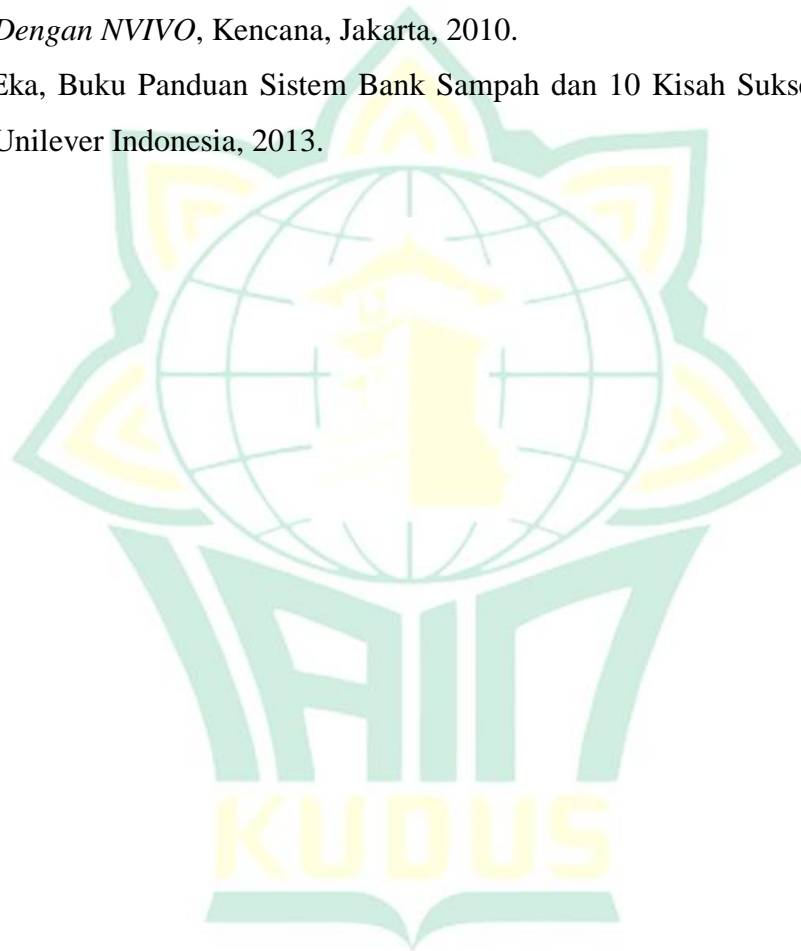 Dengan NVIVO, Kencana, Jakarta, 2010.
Eka, Buku Panduan Sistem Bank Sampah dan 10 Kisah Sukse
Unilever Indonesia, 2013.
IAIN
KUDUS